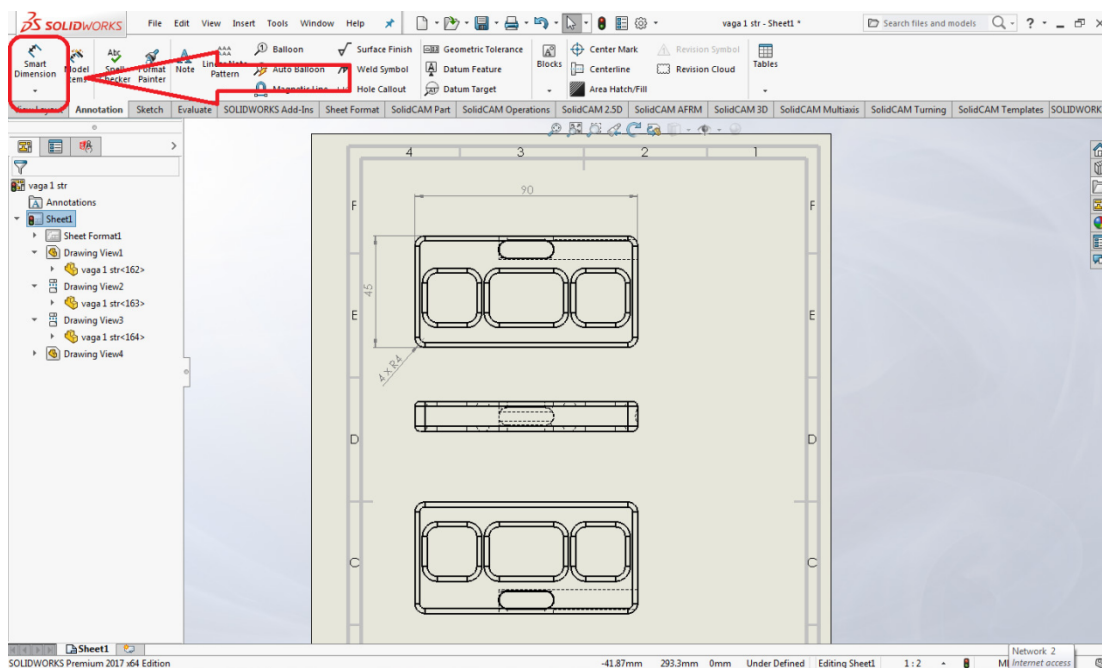 SOLIDWORKS File Edit View Insert Tools Window Help vaga 1 str - Sheet1 * Search files and models
Smart Dimension
Model
Spell Checker
Format Painter
Note
Pattern
Balloon
Auto Balloon
Magnetic Line
Surface Finish
Weld Symbol
Hole Callout
Geometric Tolerance
Datum Feature
Datum Target
Blocks
Center Mark
Centerline
Area Hatch/Fill
Revision Symbol
Revision Cloud
Tables
View Layout Annotation Sketch Evaluate SOLIDWORKS Add-Ins Sheet Format SolidCAM Part SolidCAM Operations SolidCAM 2.5D SolidCAM AFRM SolidCAM 3D SolidCAM Multiaxis SolidCAM Turning SolidCAM Templates SOLIDWORK
vaga 1 str
Annotations
Sheet1
Sheet Format1
Drawing View1
vaga 1 str<162>
Drawing View2
vaga 1 str<163>
Drawing View3
vaga 1 str<164>
Drawing View4
4 3 2 1
90
F F
45
E E
4 x R4
D D
C C
Sheet1
Network 2
Internet access
SOLIDWORKS Premium 2017 x64 Edition -41.87mm 293.3mm 0mm Under Defined Editing Sheet1 1 : 2